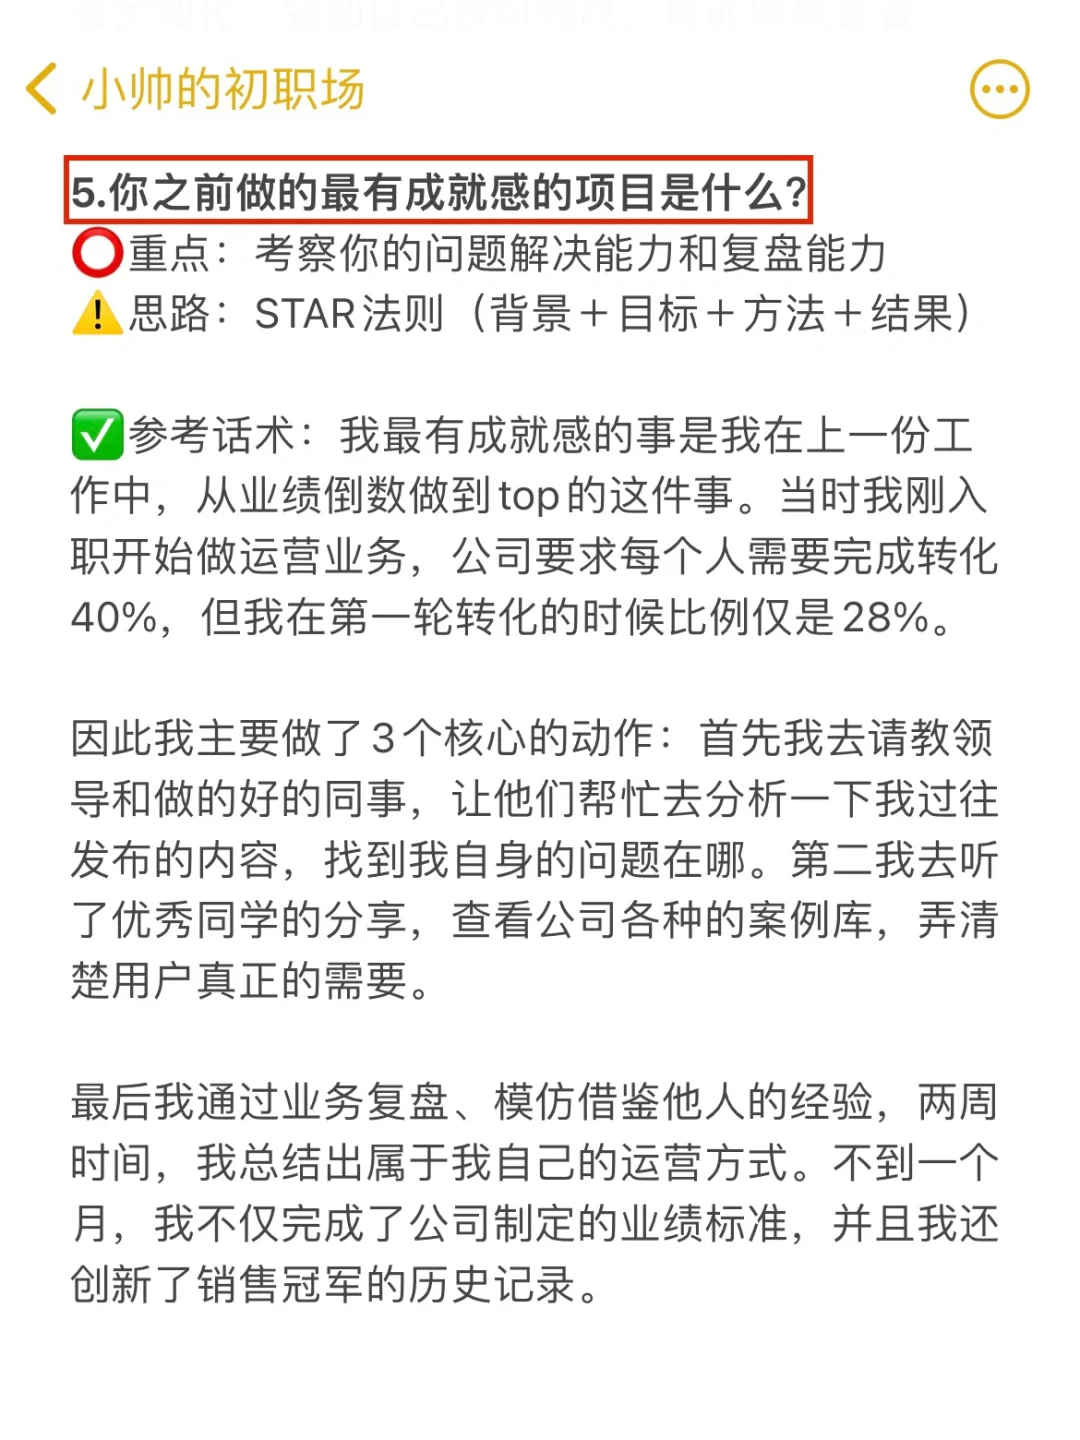 小帅的初职场
5.你之前做的最有成就感的项目是什么?
⭕重点：考察你的问题解决能力和复盘能力
⚠️思路：STAR法则（背景＋目标＋方法＋结果）
✅参考话术：我最有成就感的事是我在上一份工
作中，从业绩倒数做到top的这件事。当时我刚入
职开始做运营业务，公司要求每个人需要完成转化
40%，但我在第一轮转化的时候比例仅是28%。
因此我主要做了3个核心的动作：首先我去请教领
导和做的好的同事，让他们帮忙去分析一下我过往
发布的内容，找到我自身的问题在哪。第二我去听
了优秀同学的分享，查看公司各种的案例库，弄清
楚用户真正的需要。
最后我通过业务复盘、模仿借鉴他人的经验，两周
时间，我总结出属于我自己的运营方式。不到一个
月，我不仅完成了公司制定的业绩标准，并且我还
创新了销售冠军的历史记录。